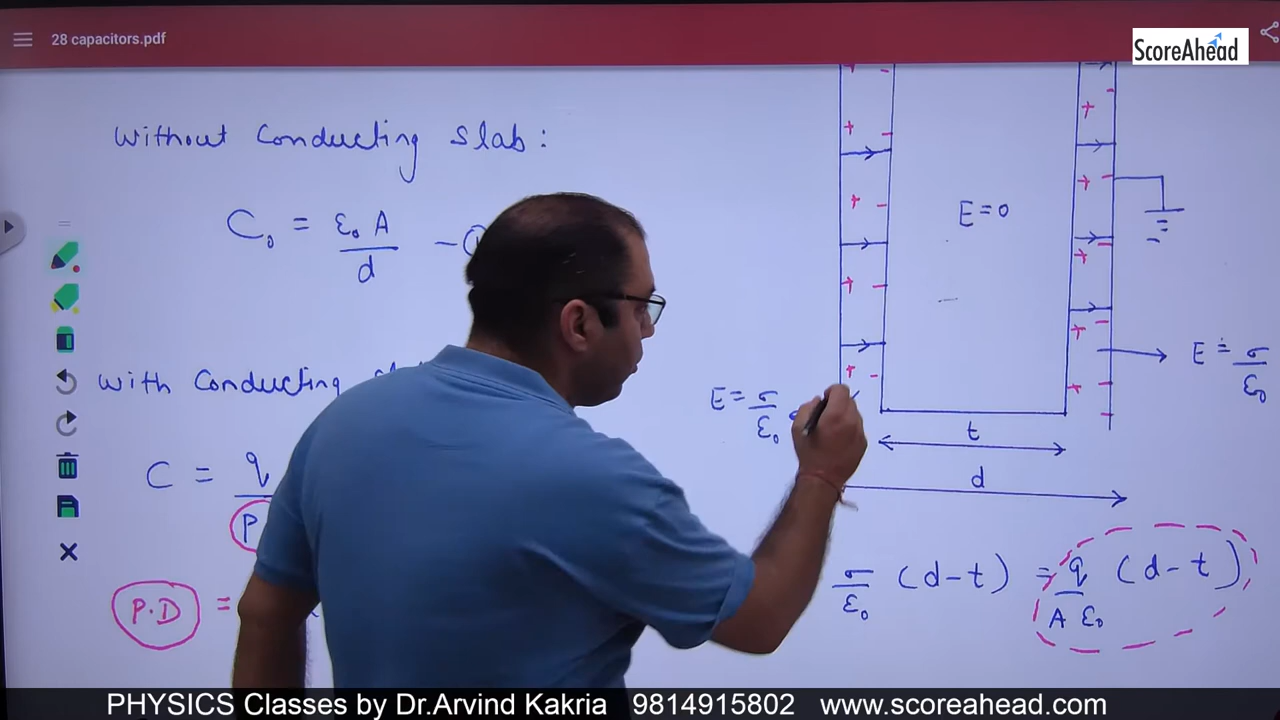 28 capacitors.pdf
ScoreAhead
Without Conducting Slab:
C₀ = ε₀ A / d
E=0
With Conducting
E = σ / ε₀
E = σ / ε₀
t
d
C = q
P
P.D =
σ / ε₀ (d-t) = q / A ε₀ (d-t)
PHYSICS Classes by Dr.Arvind Kakria 9814915802 www.scoreahead.com